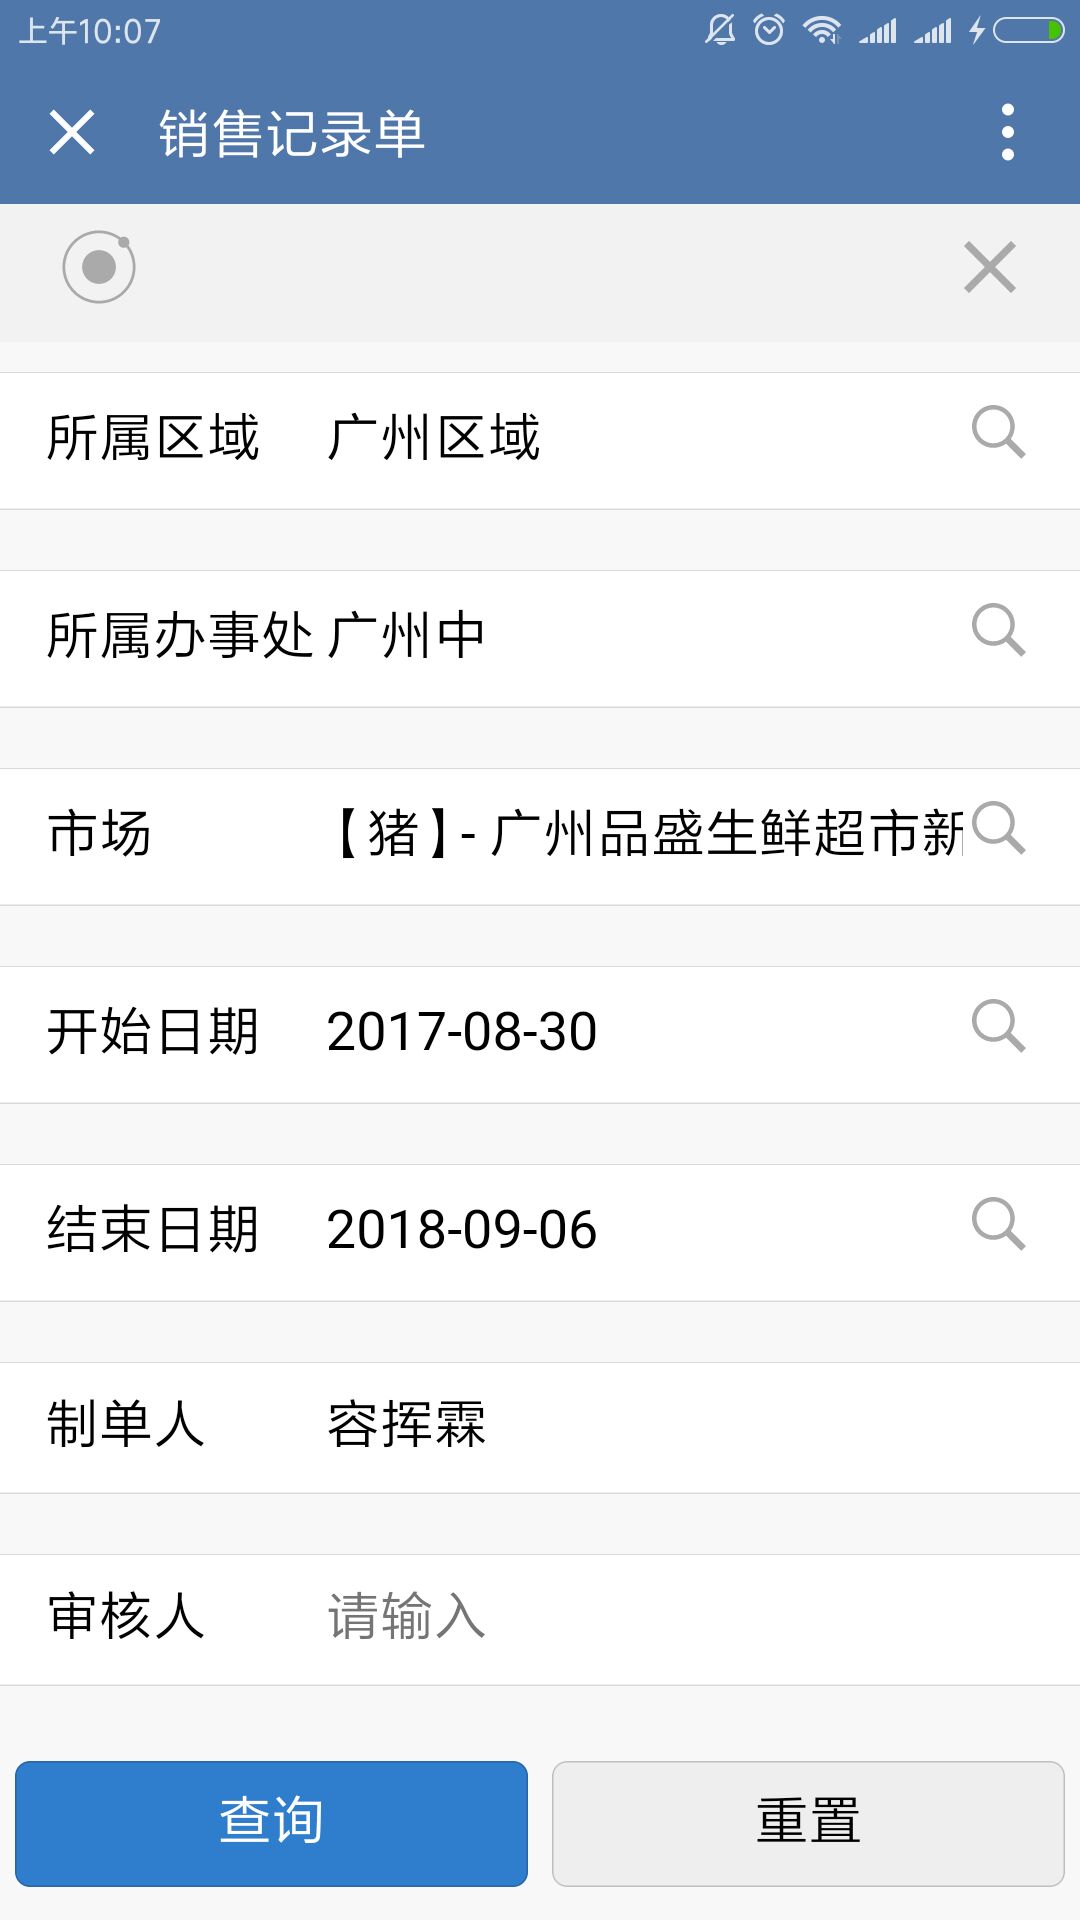 上午10:07
销售记录单
所属区域 广州区域
所属办事处 广州中
市场 【猪】- 广州品盛生鲜超市新
开始日期 2017-08-30
结束日期 2018-09-06
制单人 容挥霖
审核人 请输入
查询 重置